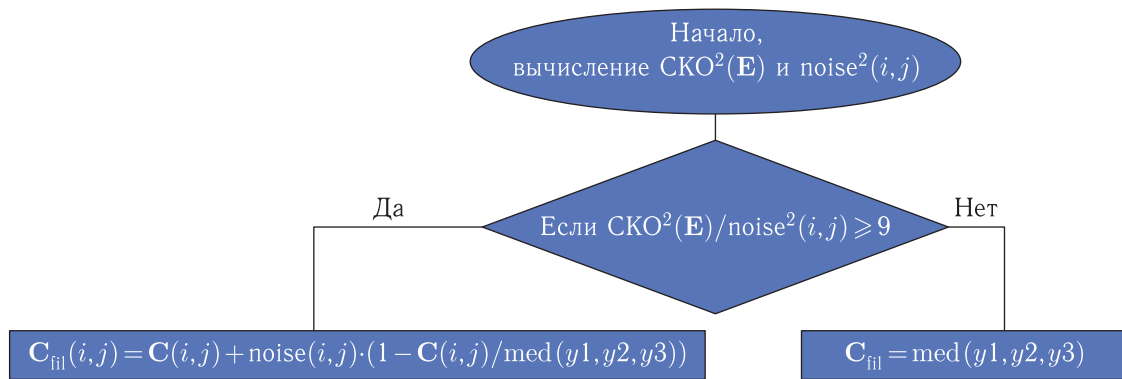 Начало,
вычисление СКО²(E) и noise²(i,j)
Да
Если СКО²(E)/noise²(i,j)⩾9
Нет
C_fil(i,j)=C(i,j)+noise(i,j)·(1−C(i,j)/med(y1,y2,y3))
C_fil=med(y1,y2,y3)